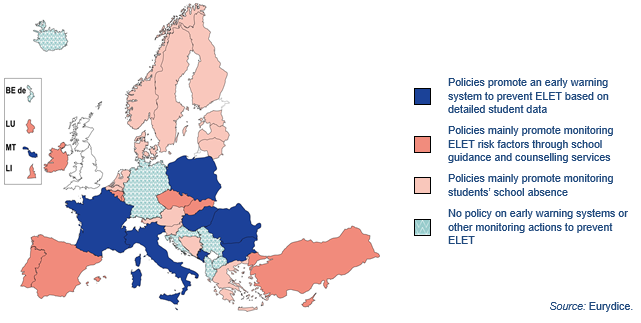 BE de
LU
MT
LI
Policies promote an early warning
system to prevent ELET based on
detailed student data
Policies mainly promote monitoring
ELET risk factors through school
guidance and counselling services
Policies mainly promote monitoring
students' school absence
No policy on early warning systems or
other monitoring actions to prevent
ELET
Source: Eurydice.